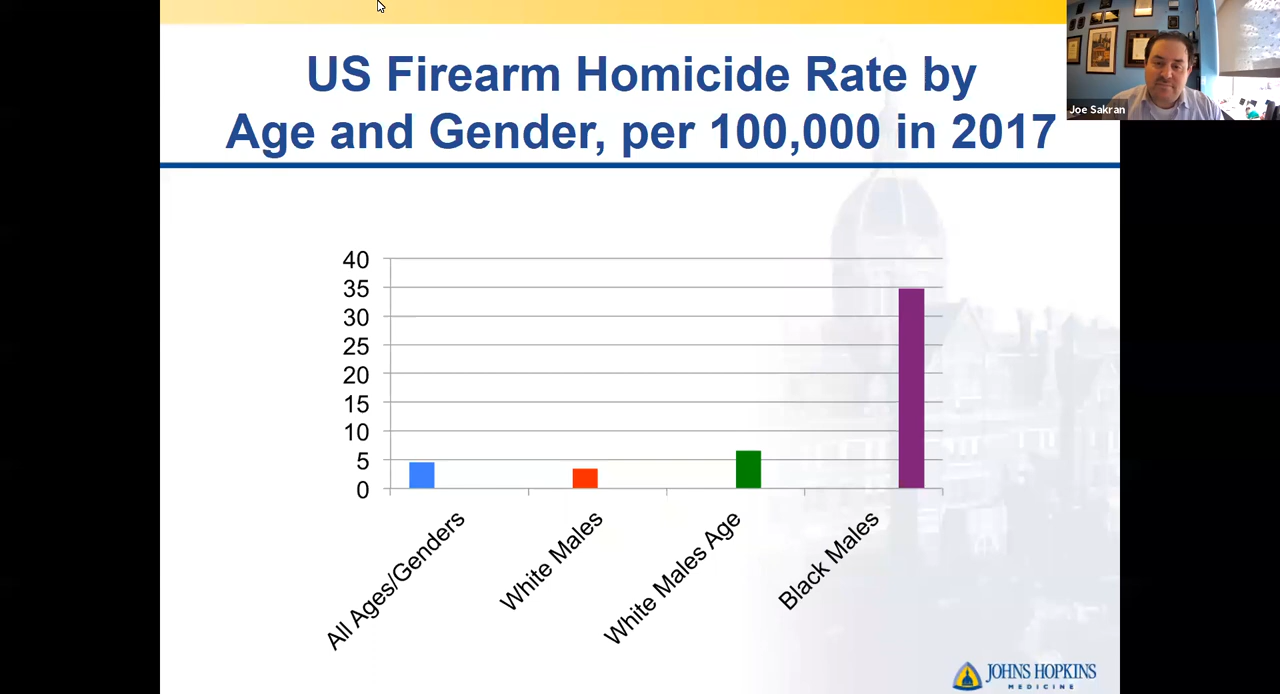 US Firearm Homicide Rate by
Age and Gender, per 100,000 in 2017
Joe Sakran
40
35
30
25
20
15
10
5
0
All Ages/Genders
White Males
White Males Age
Black Males
JOHNS HOPKINS
MEDICINE